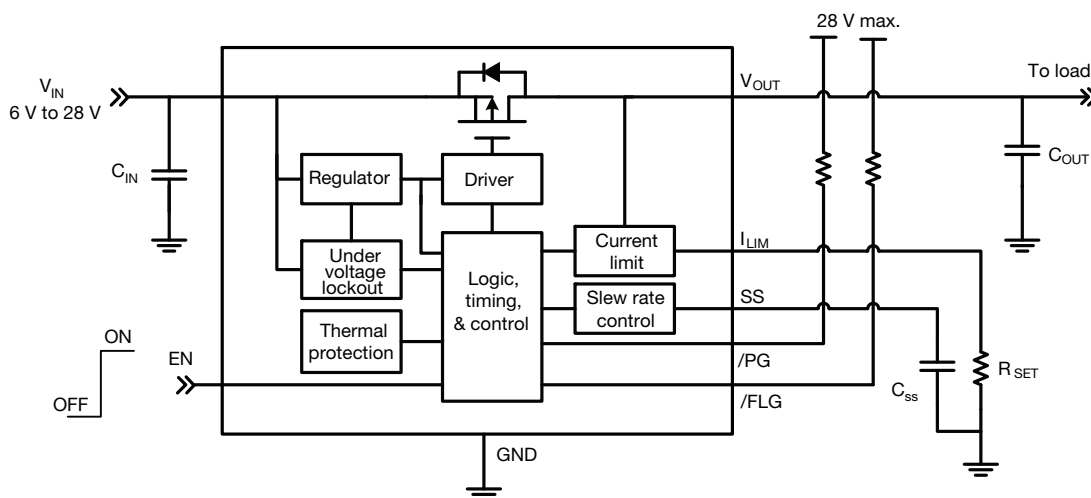 28 V max.
V_IN
6 V to 28 V
V_OUT
To load
C_IN
C_OUT
Regulator
Driver
Under
voltage
lockout
Logic,
timing,
& control
Current
limit
I_LIM
Slew rate
control
SS
Thermal
protection
ON
OFF
EN
/PG
/FLG
C_ss
R_SET
GND